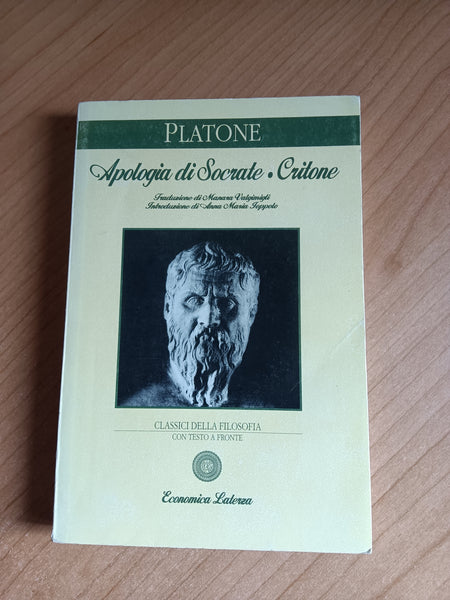 PLATONE
Apologia di Socrate • Critone
Traduzione di Manara Valgimigli
Introduzione di Anna Maria Ioppolo
CLASSICI DELLA FILOSOFIA
CON TESTO A FRONTE
Economica Laterza